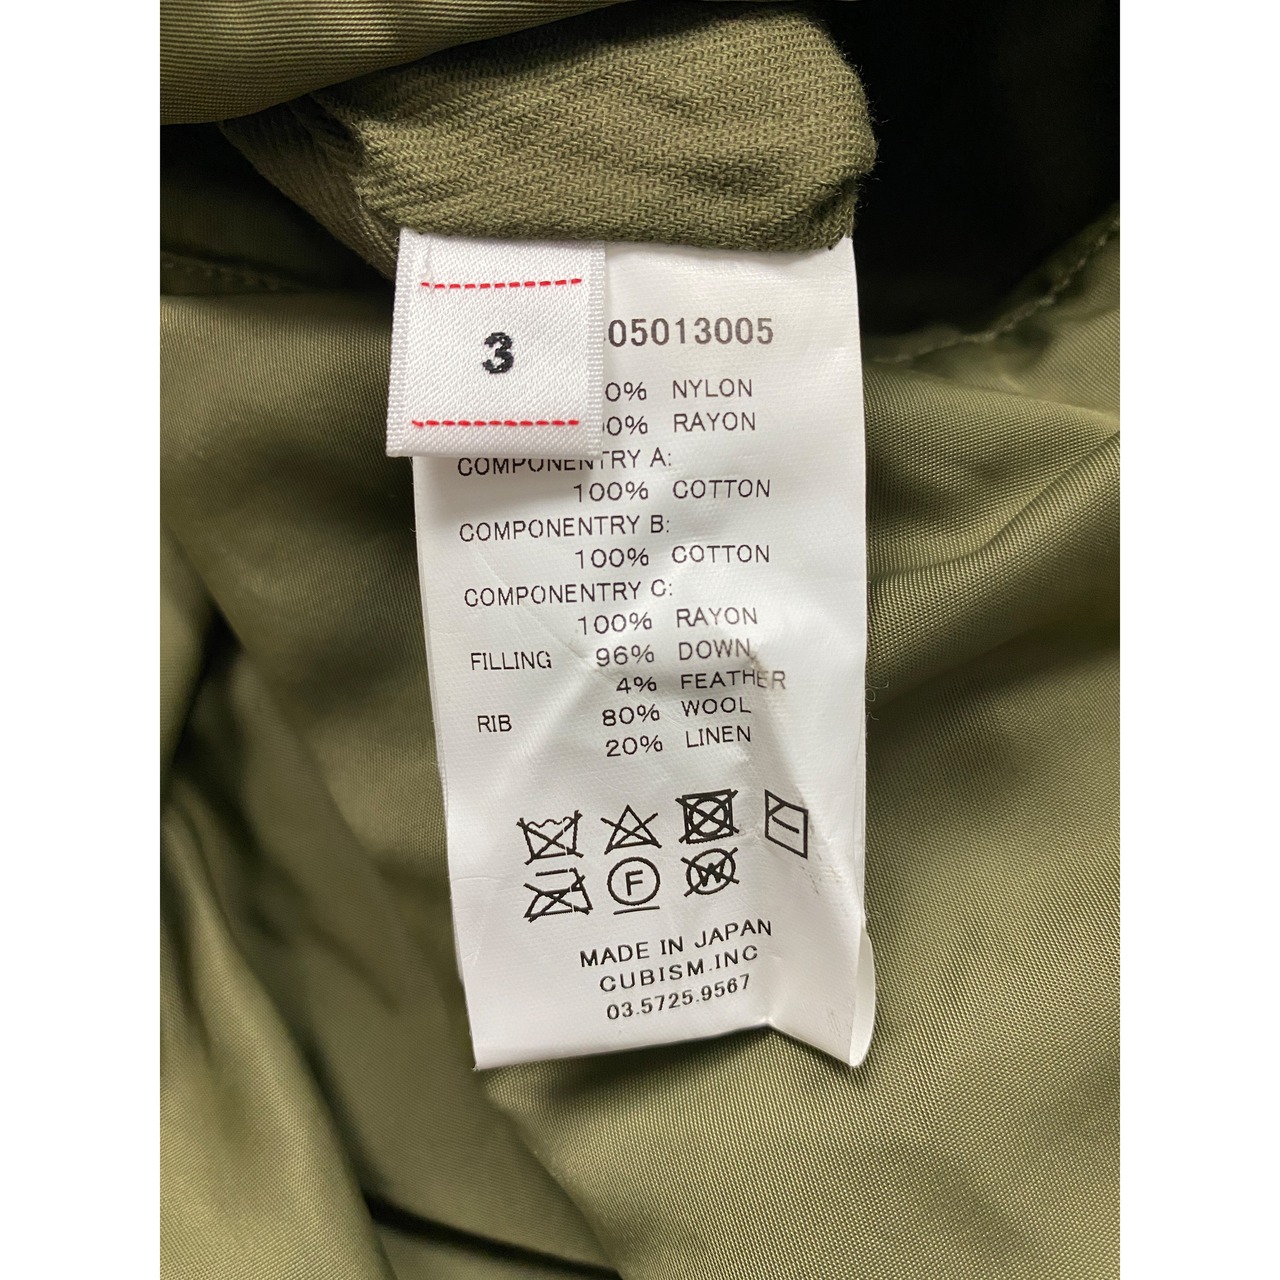 3
05013005
0% NYLON
0% RAYON
COMPONENTRY A:
100% COTTON
COMPONENTRY B:
100% COTTON
COMPONENTRY C:
100% RAYON
FILLING 96% DOWN
4% FEATHER
RIB 80% WOOL
20% LINEN
F W
MADE IN JAPAN
CUBISM.INC
03.5725.9567